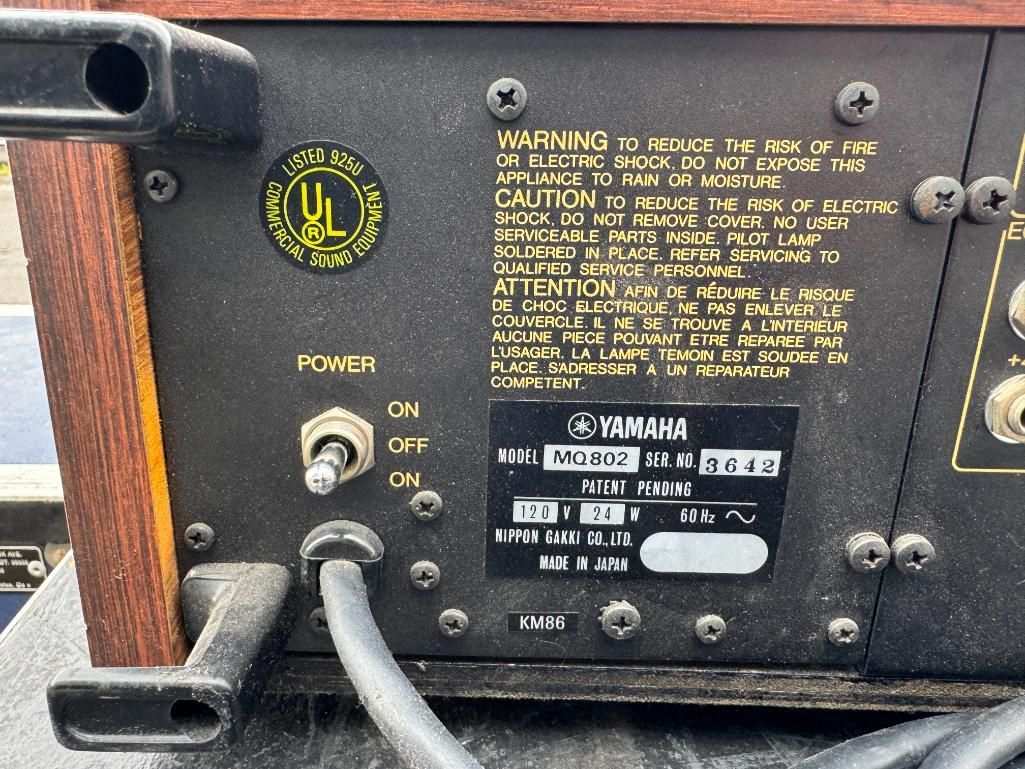 WARNING TO REDUCE THE RISK OF FIRE
OR ELECTRIC SHOCK, DO NOT EXPOSE THIS
APPLIANCE TO RAIN OR MOISTURE.
CAUTION TO REDUCE THE RISK OF ELECTRIC
SHOCK, DO NOT REMOVE COVER. NO USER
SERVICEABLE PARTS INSIDE. PILOT LAMP
SOLDERED IN PLACE. REFER SERVICING TO
QUALIFIED SERVICE PERSONNEL.
ATTENTION AFIN DE RÉDUIRE LE RISQUE
DE CHOC ELECTRIQUE, NE PAS ENLEVER LE
COUVERCLE. IL NE SE TROUVE A L'INTERIEUR
AUCUNE PIECE POUVANT ETRE REPAREE PAR
L'USAGER. LA LAMPE TEMOIN EST SOUDEE EN
PLACE. S'ADRESSER A UN REPARATEUR
COMPETENT.
LISTED 925U
UL
®
COMMERCIAL SOUND EQUIPMENT
POWER
ON
OFF
ON
YAMAHA
MODEL MQ802 SER. NO. 3642
PATENT PENDING
120 V 24 W 60 Hz
NIPPON GAKKI CO., LTD.
MADE IN JAPAN
KM86